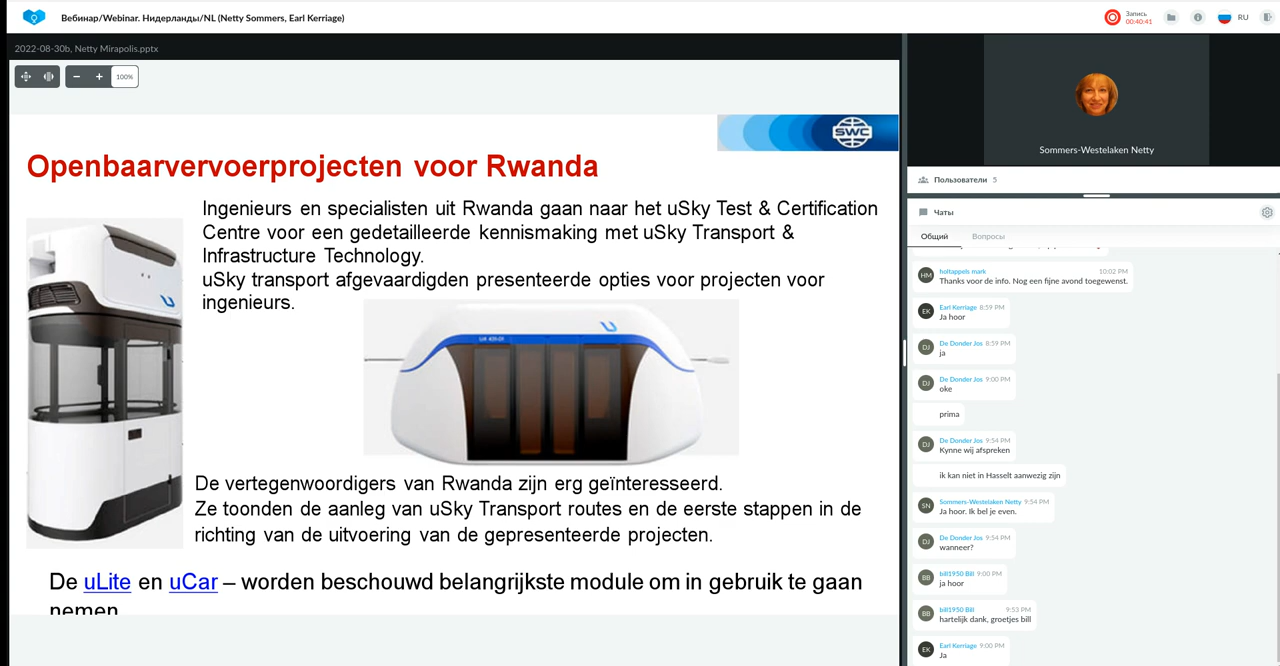 Вебинар/Webinar. Нидерланды/NL (Netty Sommers, Earl Kerriage)
Запись
00:40:41
RU
2022-08-30b, Netty Mirapolis.pptx
100%
SWC
Openbaarvervoerprojecten voor Rwanda
Ingenieurs en specialisten uit Rwanda gaan naar het uSky Test & Certification
Centre voor een gedetailleerde kennismaking met uSky Transport &
Infrastructure Technology.
uSky transport afgevaardigden presenteerde opties voor projecten voor
ingenieurs.
De vertegenwoordigers van Rwanda zijn erg geïnteresseerd.
Ze toonden de aanleg van uSky Transport routes en de eerste stappen in de
richting van de uitvoering van de gepresenteerde projecten.
De uLite en uCar – worden beschouwd belangrijkste module om in gebruik te gaan
nemen
Sommers-Westelaken Netty
Пользователи 5
Чаты
Общий Вопросы
HM holtappels mark 10:02 PM
Thanks voor de info. Nog een fijne avond toegewenst.
EK Earl Kerriage 8:59 PM
Ja hoor
DJ De Donder Jos 8:59 PM
ja
DJ De Donder Jos 9:00 PM
oke
prima
DJ De Donder Jos 9:54 PM
Kynne wij afspreken
ik kan niet in Hasselt aanwezig zijn
SN Sommers-Westelaken Netty 9:54 PM
Ja hoor. Ik bel je even.
DJ De Donder Jos 9:54 PM
wanneer?
BB bill1950 Bill 9:00 PM
ja hoor
BB bill1950 Bill 9:53 PM
hartelijk dank, groetjes bill
EK Earl Kerriage 9:00 PM
Ja